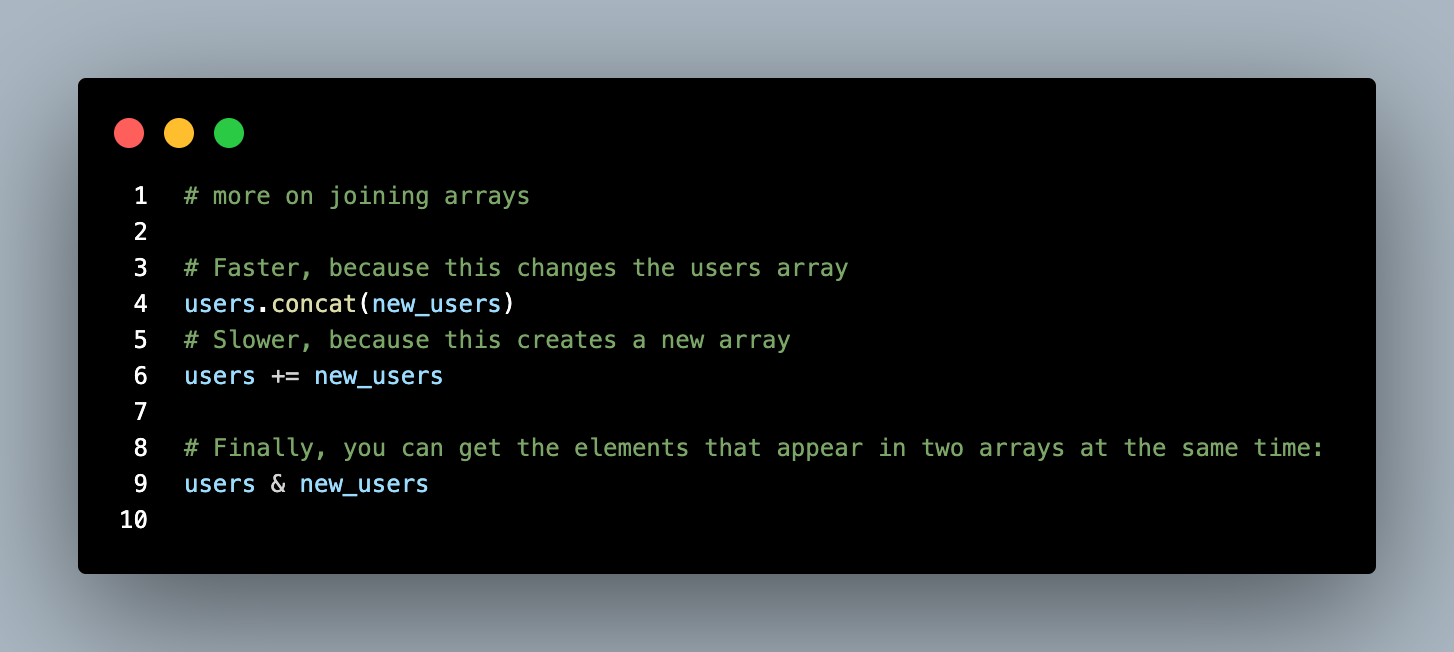 1 # more on joining arrays
2
3 # Faster, because this changes the users array
4 users.concat(new_users)
5 # Slower, because this creates a new array
6 users += new_users
7
8 # Finally, you can get the elements that appear in two arrays at the same time:
9 users & new_users
10